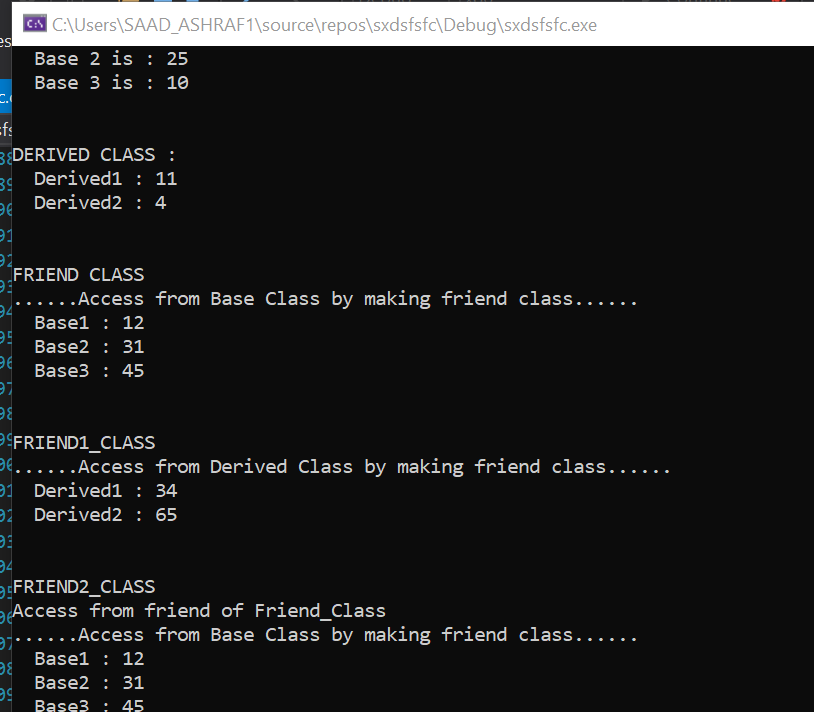 C:\Users\SAAD_ASHRAF1\source\repos\sxdsfsfc\Debug\sxdsfsfc.exe
Base 2 is : 25
Base 3 is : 10
DERIVED CLASS :
Derived1 : 11
Derived2 : 4
FRIEND CLASS
......Access from Base Class by making friend class......
Base1 : 12
Base2 : 31
Base3 : 45
FRIEND1_CLASS
......Access from Derived Class by making friend class......
Derived1 : 34
Derived2 : 65
FRIEND2_CLASS
Access from friend of Friend_Class
......Access from Base Class by making friend class......
Base1 : 12
Base2 : 31
Base3 : 45